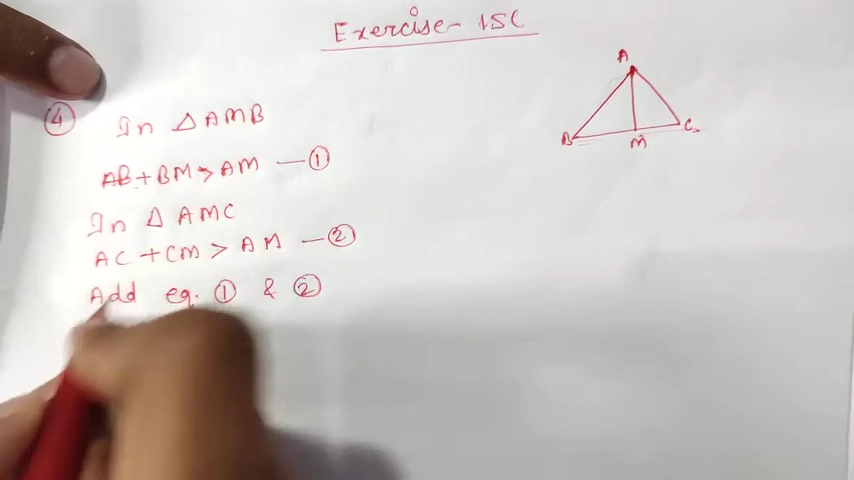 Exercise- 15C
④ In △AMB
AB + BM > AM —①
In △ AMC
AC + CM > AM —②
Add eq. ① & ②
A
B
M
C